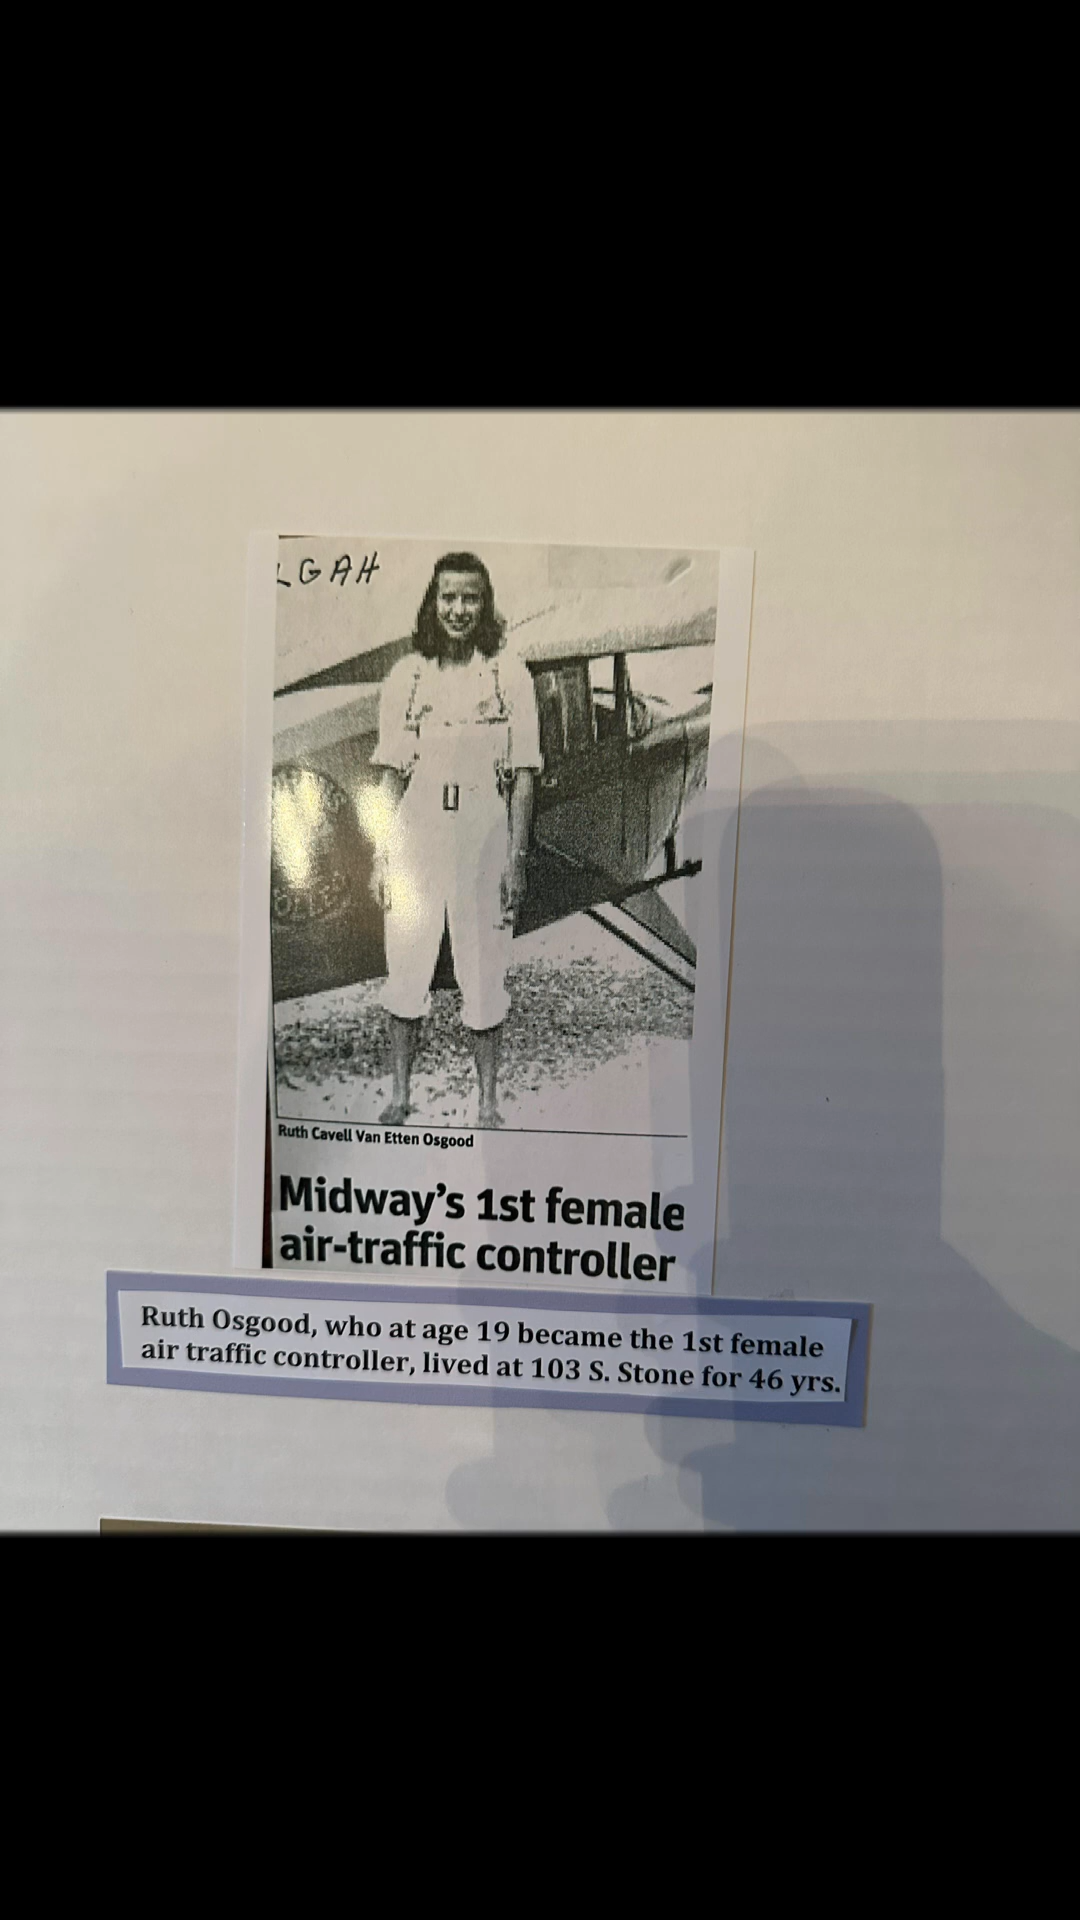 LGAH
Ruth Cavell Van Etten Osgood
Midway's 1st female
air-traffic controller
Ruth Osgood, who at age 19 became the 1st female
air traffic controller, lived at 103 S. Stone for 46 yrs.